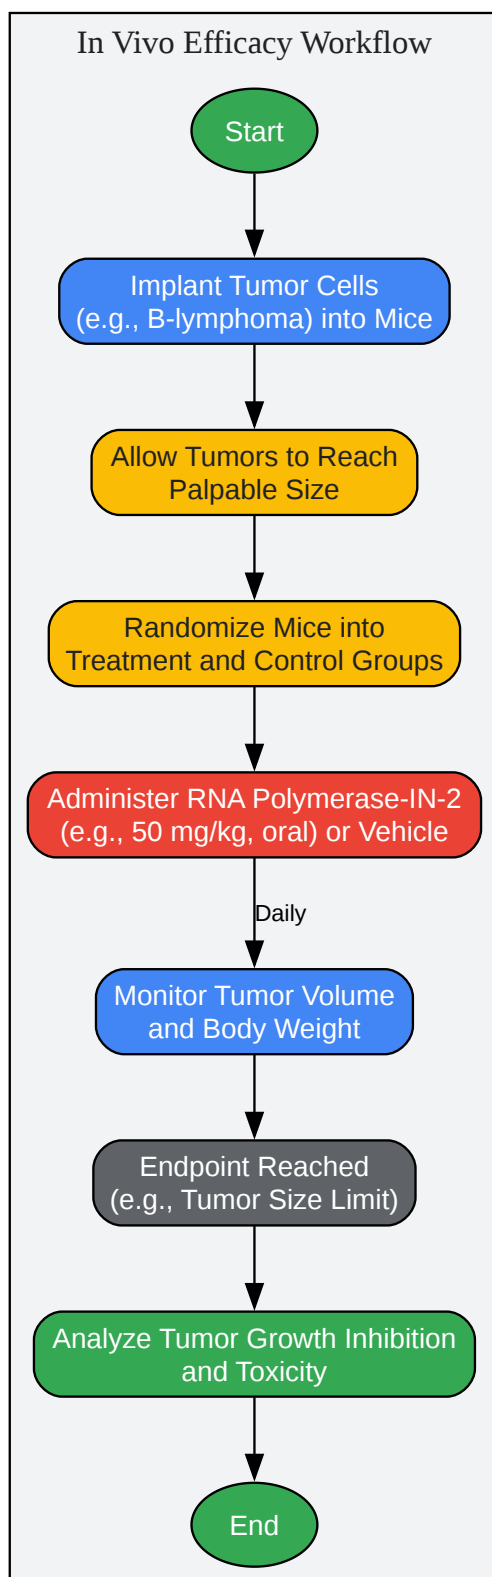 In Vivo Efficacy Workflow
Start
Implant Tumor Cells
(e.g., B-lymphoma) into Mice
Allow Tumors to Reach
Palpable Size
Randomize Mice into
Treatment and Control Groups
Administer RNA Polymerase-IN-2
(e.g., 50 mg/kg, oral) or Vehicle
Daily
Monitor Tumor Volume
and Body Weight
Endpoint Reached
(e.g., Tumor Size Limit)
Analyze Tumor Growth Inhibition
and Toxicity
End